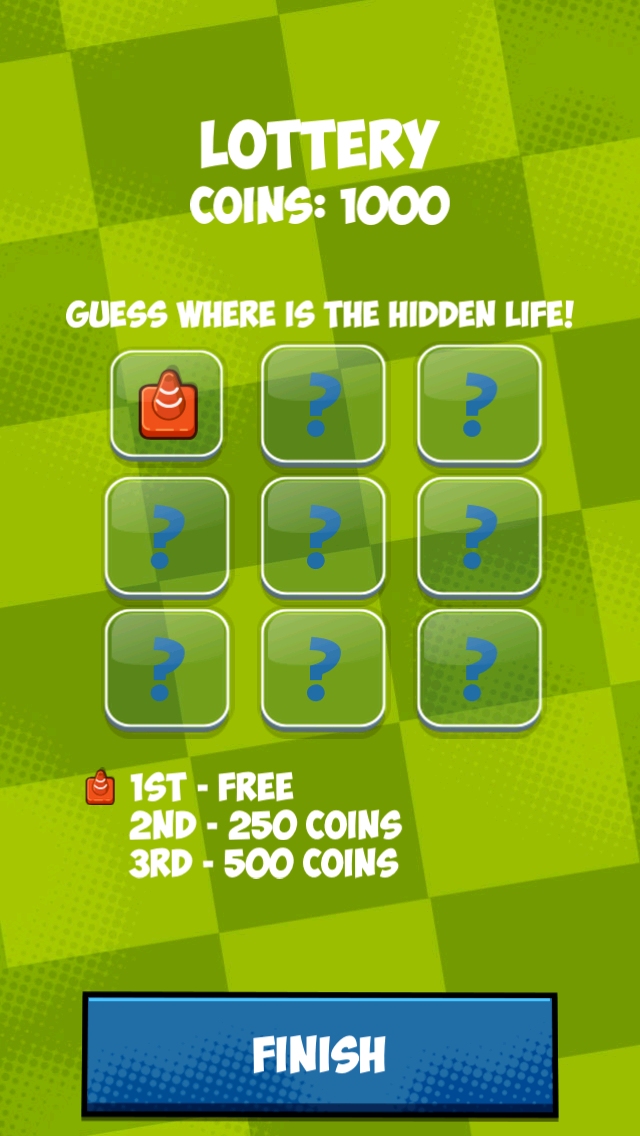 LOTTERY
COINS: 1000
GUESS WHERE IS THE HIDDEN LIFE!
? ?
? ? ?
? ? ?
1ST - FREE
2ND - 250 COINS
3RD - 500 COINS
FINISH